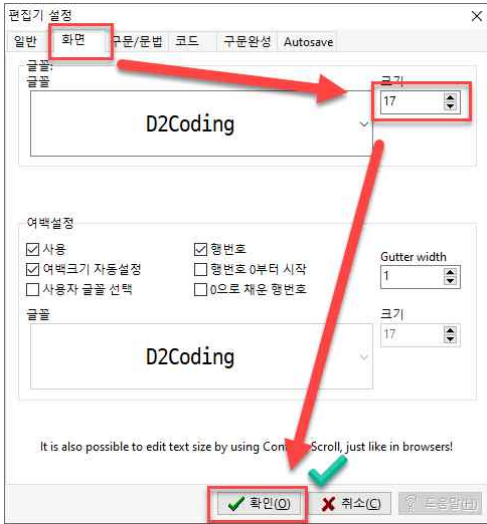 편집기 설정
일반 화면 구문/문법 코드 구문완성 Autosave
글꼴:
글꼴 크기
D2Coding 17
여백설정
사용 행번호 Gutter width
여백크기 자동설정 행번호 0부터 시작 1
사용자 글꼴 선택 0으로 채운 행번호
글꼴 크기
D2Coding 17
It is also possible to edit text size by using Scroll, just like in browsers!
확인(O) 취소(C) 도움말(H)